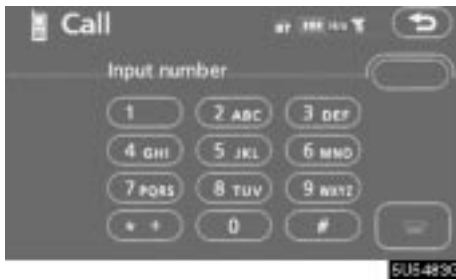 Call
BT
Input number
1 2 ABC 3 DEF
4 GHI 5 JKL 6 MNO
7 PQRS 8 TUV 9 WXYZ
* + 0 #